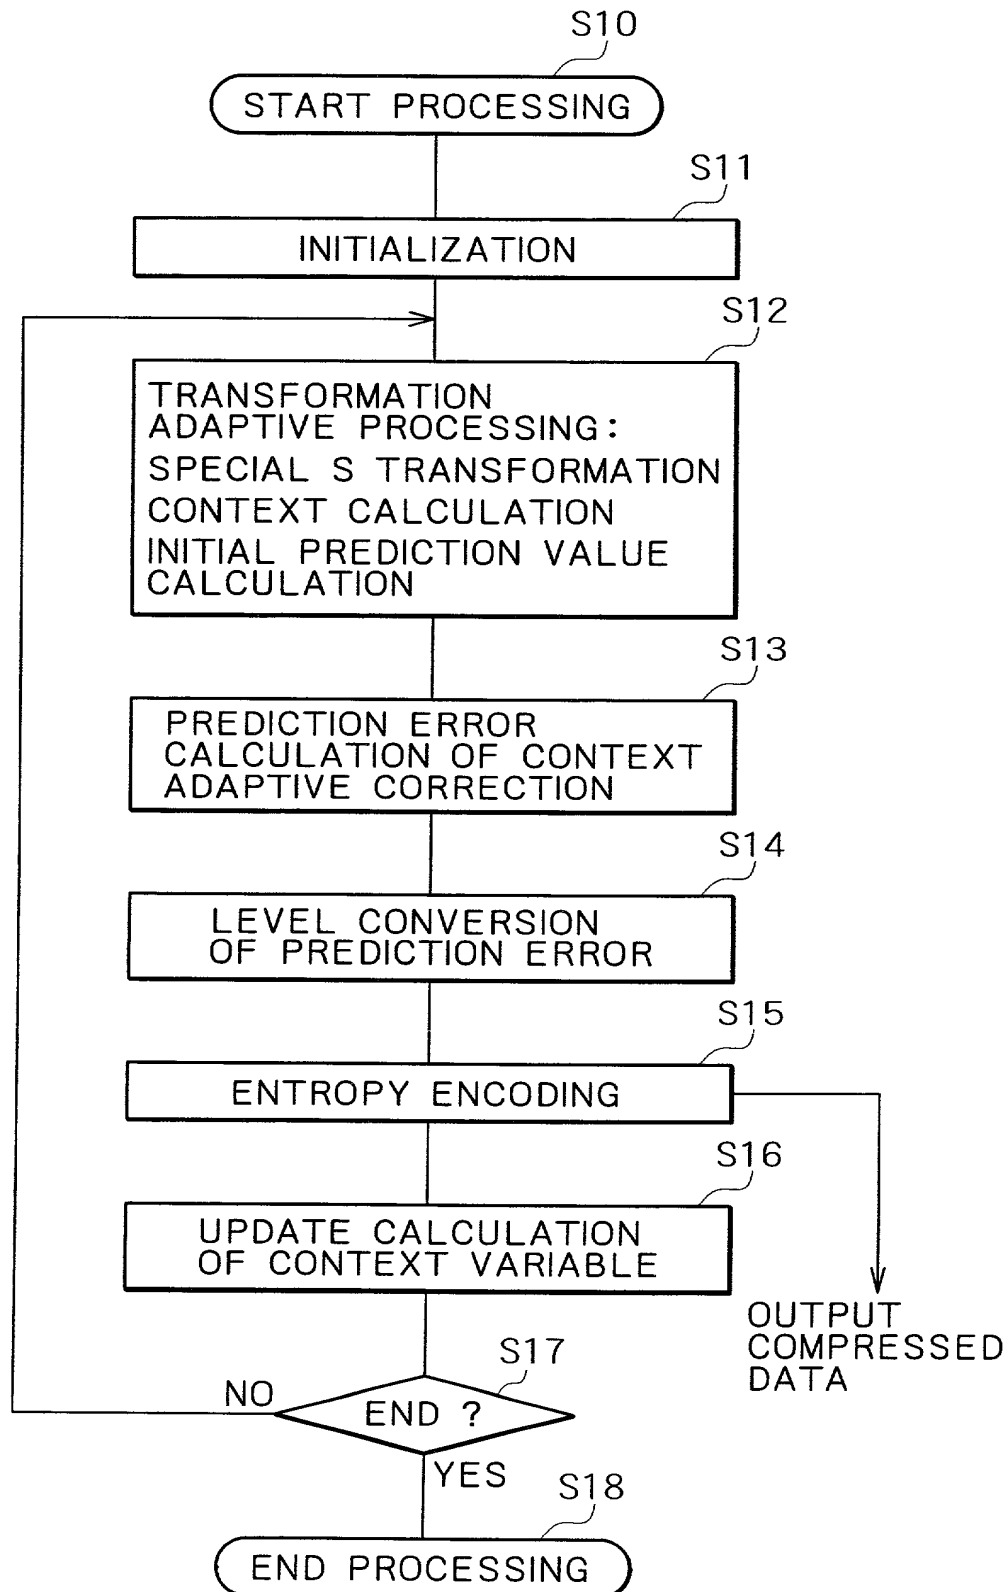 S10
START PROCESSING
S11
INITIALIZATION
S12
TRANSFORMATION
ADAPTIVE PROCESSING:
SPECIAL S TRANSFORMATION
CONTEXT CALCULATION
INITIAL PREDICTION VALUE
CALCULATION
S13
PREDICTION ERROR
CALCULATION OF CONTEXT
ADAPTIVE CORRECTION
S14
LEVEL CONVERSION
OF PREDICTION ERROR
S15
ENTROPY ENCODING
S16
UPDATE CALCULATION
OF CONTEXT VARIABLE
OUTPUT
COMPRESSED
DATA
S17
NO
END ?
YES
S18
END PROCESSING